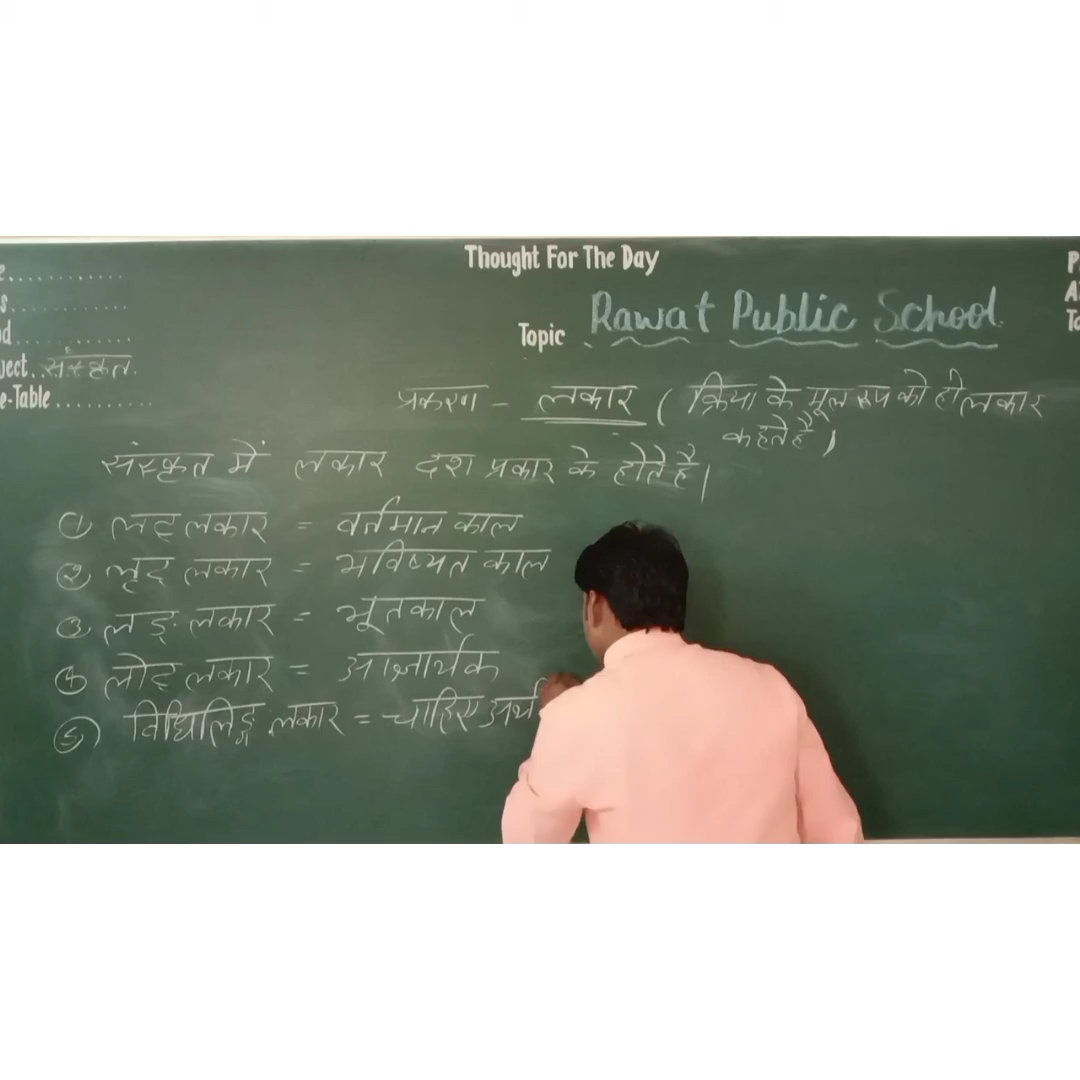 Thought For The Day
Topic Rawat Public School
ject..संस्कृत.
e-Table..........
प्रकरण - लकार ( क्रिया के मूल रूप को ही लकार
कहते है )
संस्कृत में लकार दश प्रकार के होते है।
① लट् लकार = वर्तमान काल
② लृट् लकार = भविष्यत काल
③ लङ् लकार = भूतकाल
④ लोट् लकार = आज्ञार्थक
⑤ विधिलिङ्ग लकार = चाहिए अर्थ